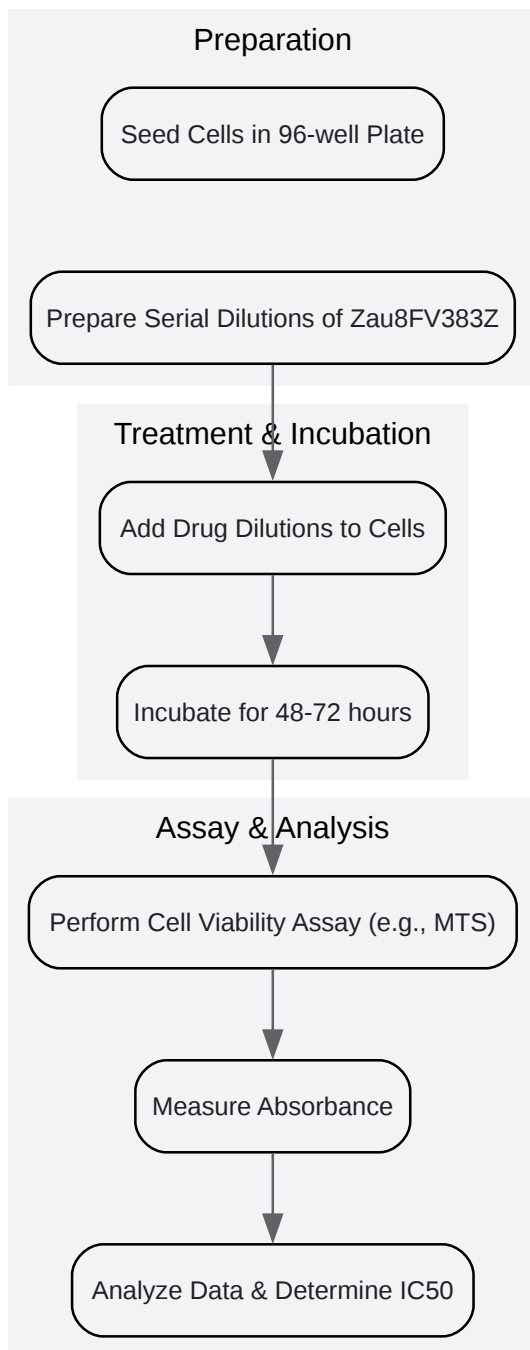 Preparation
Seed Cells in 96-well Plate
Prepare Serial Dilutions of Zau8FV383Z
Treatment & Incubation
Add Drug Dilutions to Cells
Incubate for 48-72 hours
Assay & Analysis
Perform Cell Viability Assay (e.g., MTS)
Measure Absorbance
Analyze Data & Determine IC50